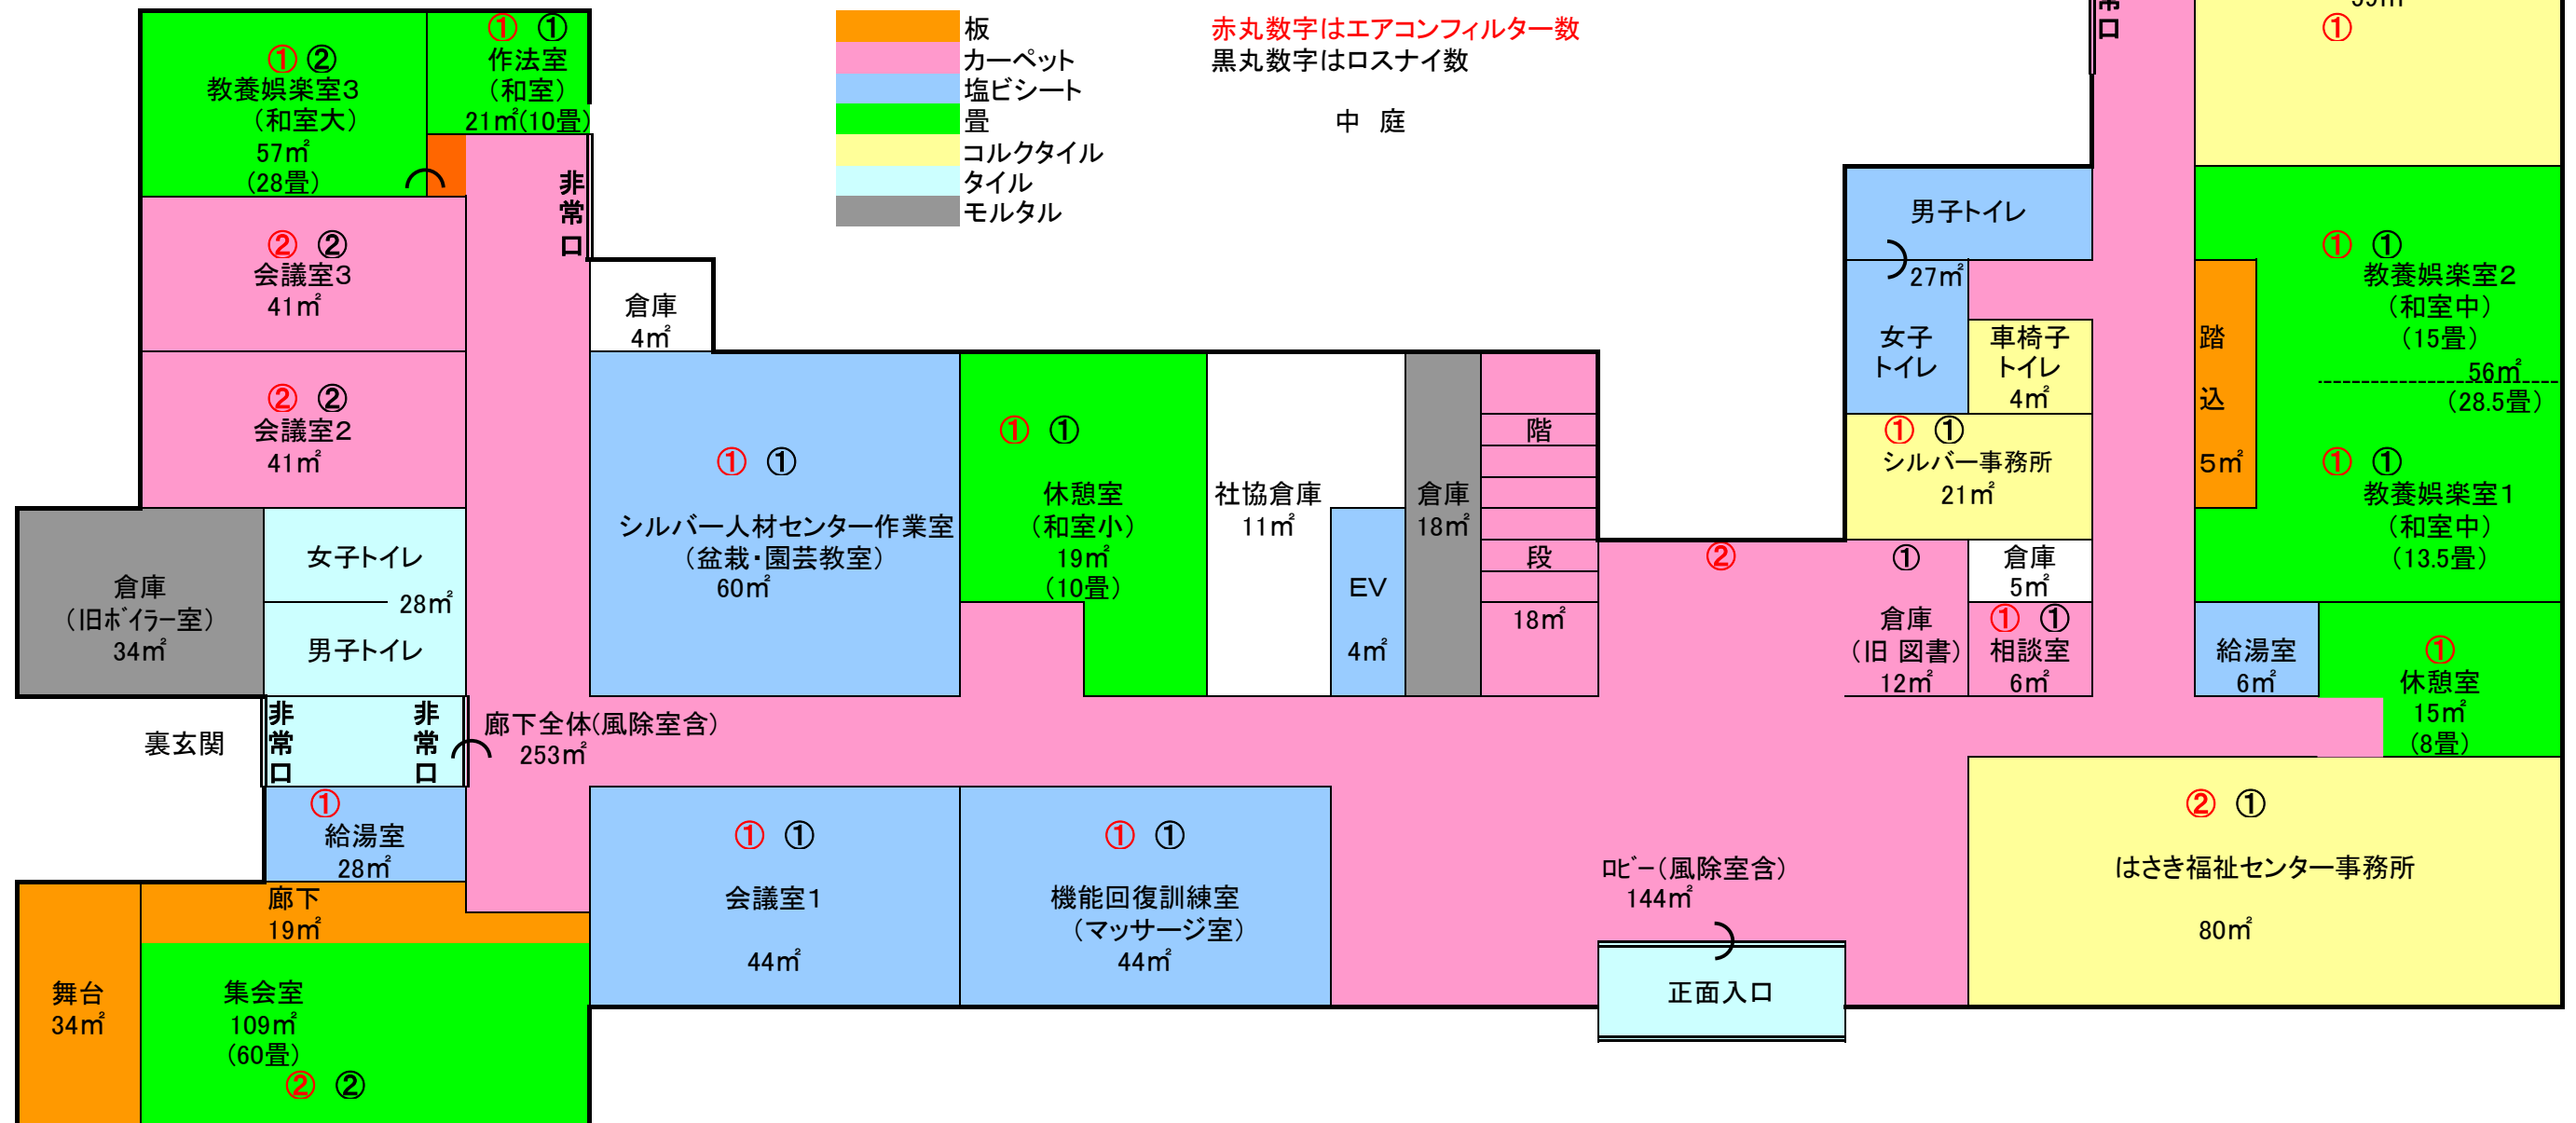 板
カーペット
塩ビシート
畳
コルクタイル
タイル
モルタル
赤丸数字はエアコンフィルター数
黒丸数字はロスナイ数
中 庭
① ②
教養娯楽室3
(和室大)
57㎡
(28畳)
① ①
作法室
(和室)
21㎡(10畳)
非常口
② ②
会議室3
41㎡
② ②
会議室2
41㎡
倉庫
4㎡
倉庫
(旧ﾎﾞｲﾗｰ室)
34㎡
女子トイレ
28㎡
男子トイレ
裏玄関
非常口
非常口
廊下全体(風除室含)
253㎡
①
給湯室
28㎡
廊下
19㎡
舞台
34㎡
集会室
109㎡
(60畳)
② ②
① ①
シルバー人材センター作業室
(盆栽・園芸教室)
60㎡
① ①
休憩室
(和室小)
19㎡
(10畳)
社協倉庫
11㎡
EV
4㎡
倉庫
18㎡
階
段
18㎡
① ①
会議室1
44㎡
① ①
機能回復訓練室
(マッサージ室)
44㎡
②
ﾛﾋﾞｰ(風除室含)
144㎡
正面入口
男子トイレ
27㎡
女子
トイレ
車椅子
トイレ
4㎡
① ①
シルバー事務所
21㎡
①
倉庫
(旧 図書)
12㎡
倉庫
5㎡
① ①
相談室
6㎡
口
①
踏
込
5㎡
① ①
教養娯楽室2
(和室中)
(15畳)
56㎡
(28.5畳)
① ①
教養娯楽室1
(和室中)
(13.5畳)
給湯室
6㎡
①
休憩室
15㎡
(8畳)
② ①
はさき福祉センター事務所
80㎡